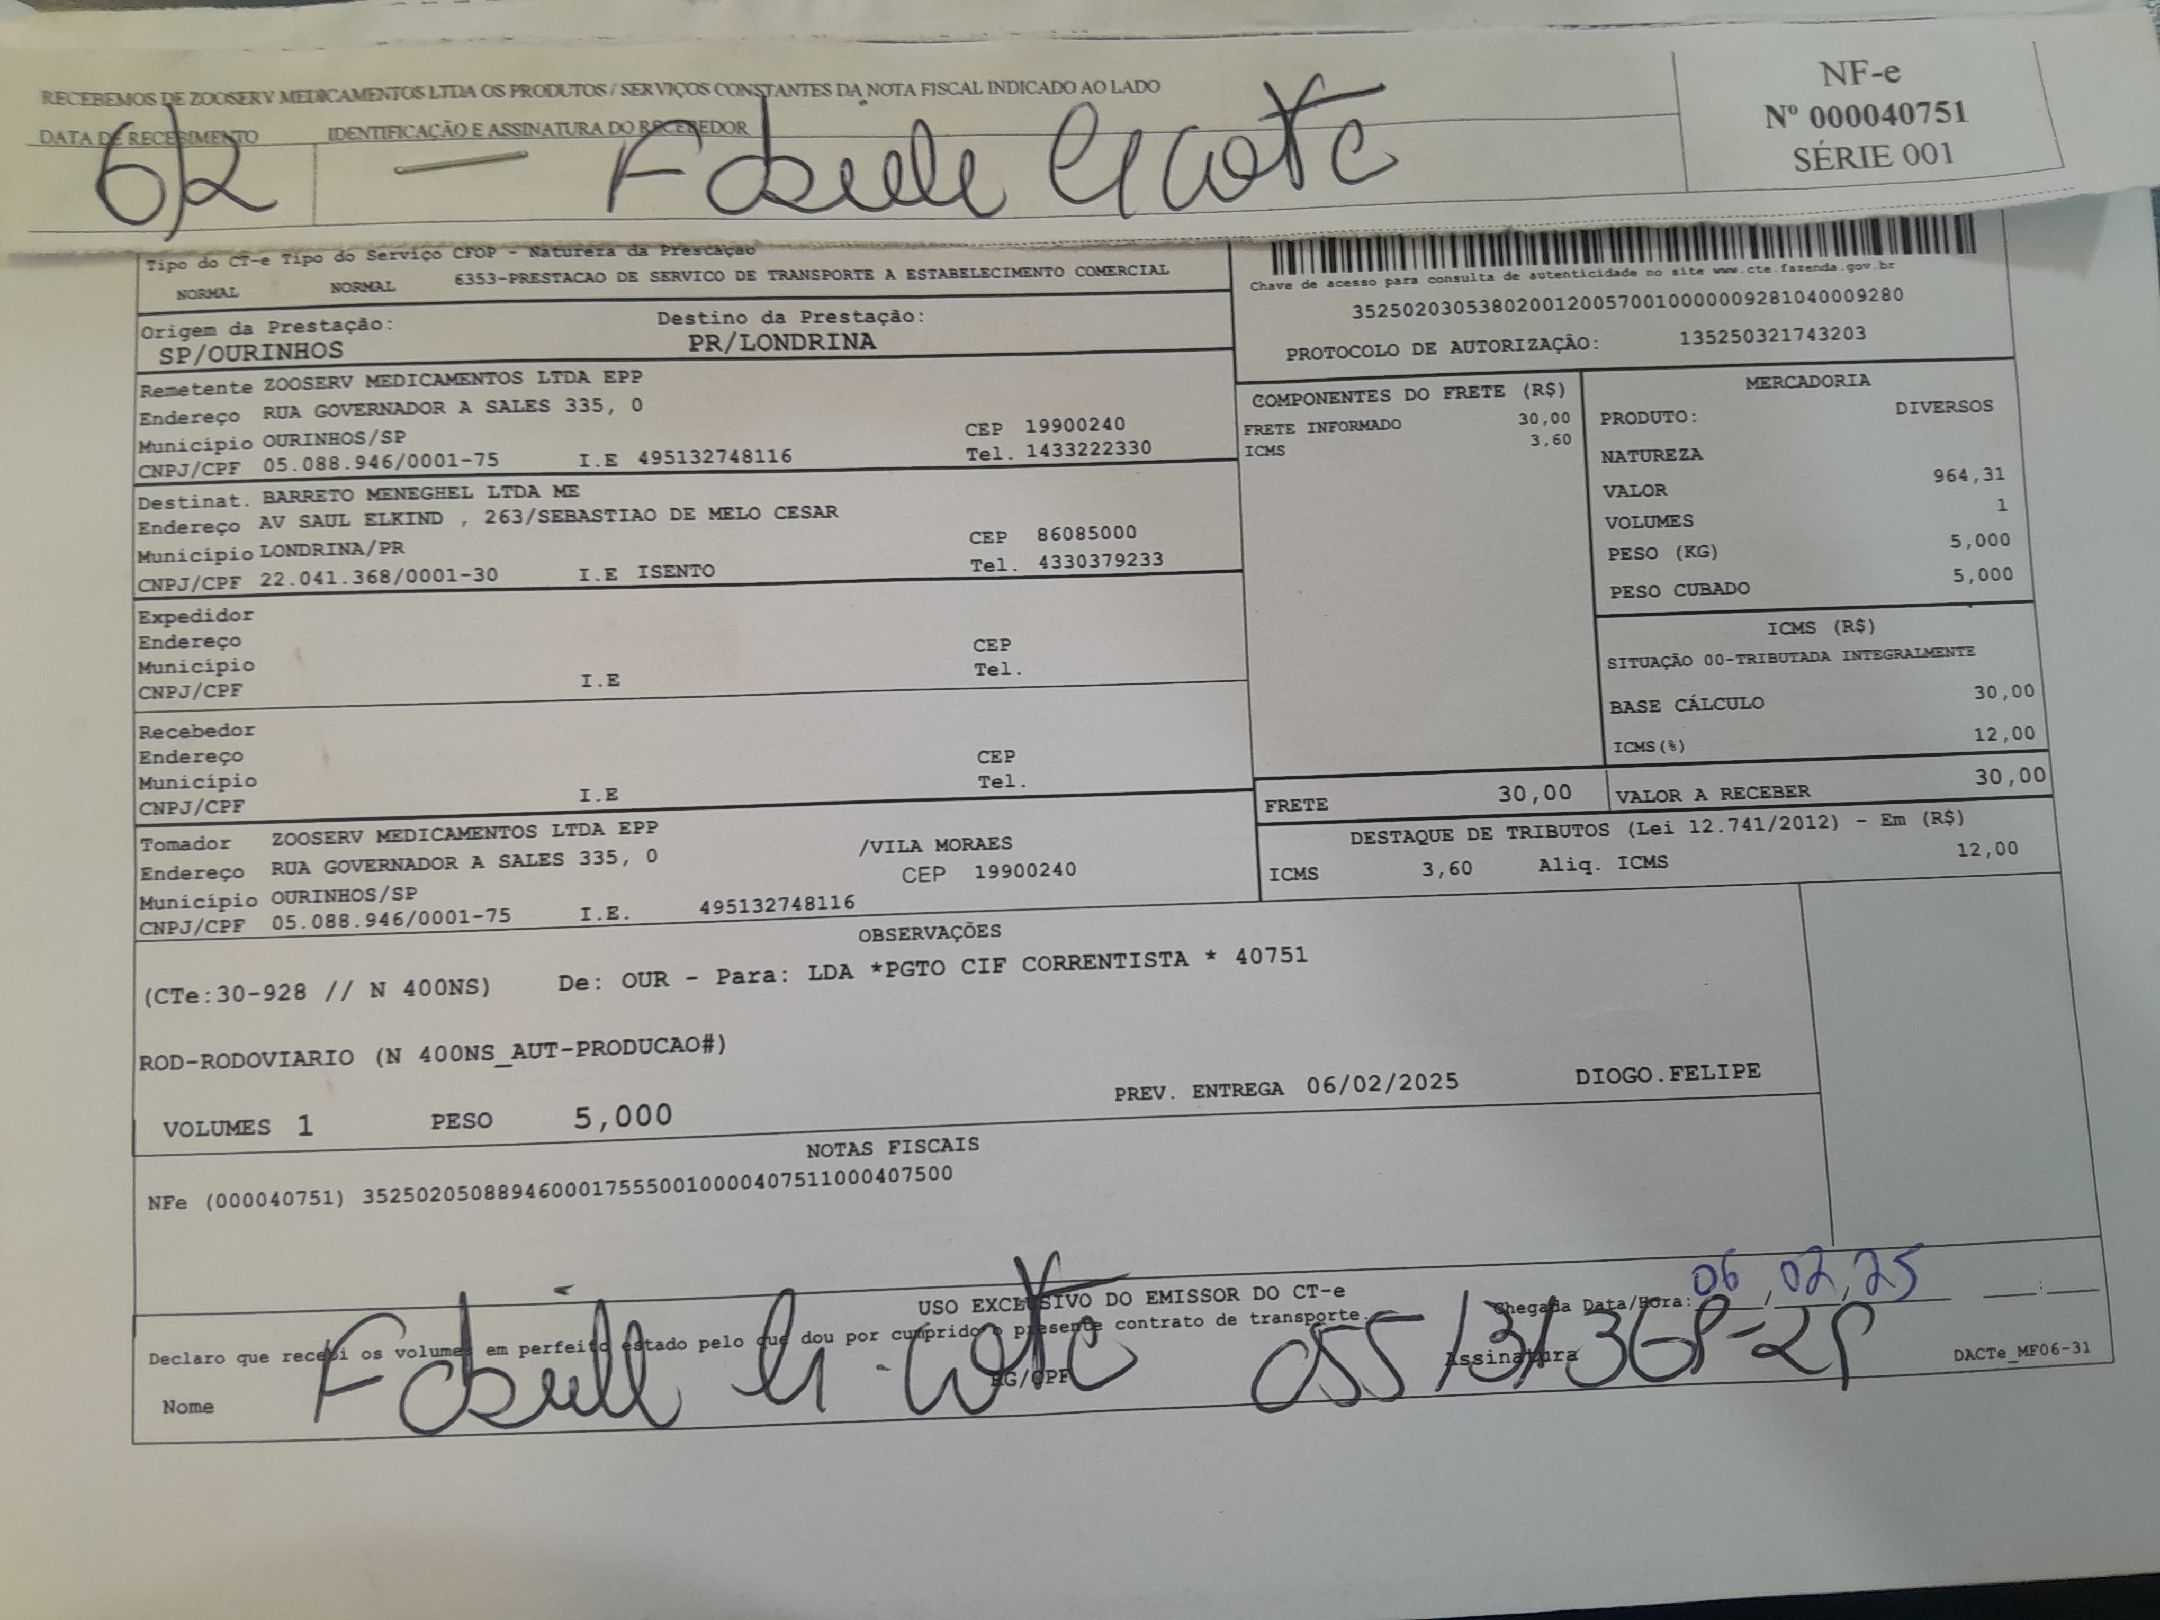 RECEBEMOS DE ZOOSERV MEDICAMENTOS LTDA OS PRODUTOS / SERVIÇOS CONSTANTES DA NOTA FISCAL INDICADO AO LADO
DATA DE RECEBIMENTO IDENTIFICAÇÃO E ASSINATURA DO RECEBEDOR
6/2
NF-e
Nº 000040751
SÉRIE 001
Tipo do CT-e Tipo do Serviço CFOP - Natureza da Prestação
NORMAL NORMAL 6353-PRESTACAO DE SERVICO DE TRANSPORTE A ESTABELECIMENTO COMERCIAL
Chave de acesso para consulta de autenticidade no site www.cte.fazenda.gov.br
35250203053802001200570010000009281040009280
PROTOCOLO DE AUTORIZAÇÃO: 135250321743203
Origem da Prestação: Destino da Prestação:
SP/OURINHOS PR/LONDRINA
Remetente ZOOSERV MEDICAMENTOS LTDA EPP
Endereço RUA GOVERNADOR A SALES 335, 0
Município OURINHOS/SP CEP 19900240
CNPJ/CPF 05.088.946/0001-75 I.E 495132748116 Tel. 1433222330
Destinat. BARRETO MENEGHEL LTDA ME
Endereço AV SAUL ELKIND , 263/SEBASTIAO DE MELO CESAR
Município LONDRINA/PR CEP 86085000
CNPJ/CPF 22.041.368/0001-30 I.E ISENTO Tel. 4330379233
Expedidor
Endereço CEP
Município Tel.
CNPJ/CPF I.E
Recebedor
Endereço CEP
Município Tel.
CNPJ/CPF I.E
Tomador ZOOSERV MEDICAMENTOS LTDA EPP
Endereço RUA GOVERNADOR A SALES 335, 0 /VILA MORAES
Município OURINHOS/SP CEP 19900240
CNPJ/CPF 05.088.946/0001-75 I.E. 495132748116
COMPONENTES DO FRETE (R$)
FRETE INFORMADO 30,00
ICMS 3,60
MERCADORIA
PRODUTO: DIVERSOS
NATUREZA
VALOR 964,31
VOLUMES 1
PESO (KG) 5,000
PESO CUBADO 5,000
ICMS (R$)
SITUAÇÃO 00-TRIBUTADA INTEGRALMENTE
BASE CÁLCULO 30,00
ICMS(%) 12,00
FRETE 30,00 VALOR A RECEBER 30,00
DESTAQUE DE TRIBUTOS (Lei 12.741/2012) - Em (R$)
ICMS 3,60 Aliq. ICMS 12,00
OBSERVAÇÕES
(CTe:30-928 // N 400NS) De: OUR - Para: LDA *PGTO CIF CORRENTISTA * 40751
ROD-RODOVIARIO (N 400NS_AUT-PRODUCAO#)
VOLUMES 1 PESO 5,000 PREV. ENTREGA 06/02/2025 DIOGO.FELIPE
NOTAS FISCAIS
NFe (000040751) 35250205088946000175550010000407511000407500
USO EXCLUSIVO DO EMISSOR DO CT-e
Chegada Data/Hora: 06/02/25 __:__
Declaro que recebi os volumes em perfeito estado pelo que dou por cumprido o presente contrato de transporte.
Nome RG/CPF Assinatura
DACTe_MF06-31